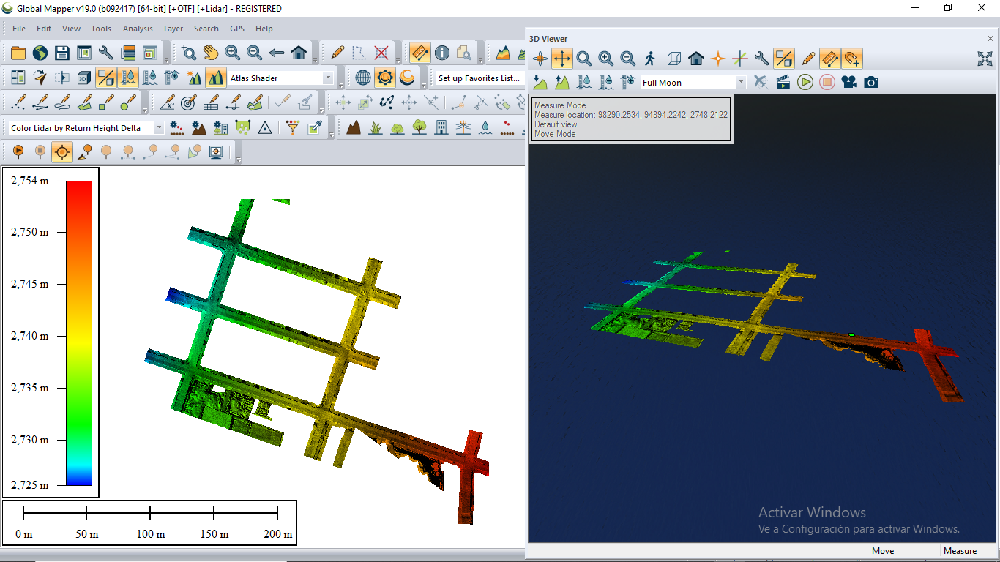 Global Mapper v19.0 (b092417) [64-bit] [+OTF] [+Lidar] - REGISTERED
File Edit View Tools Analysis Layer Search GPS Help
Atlas Shader
Set up Favorites List...
Color Lidar by Return Height Delta
2,754 m
2,750 m
2,745 m
2,740 m
2,735 m
2,730 m
2,725 m
0 m 50 m 100 m 150 m 200 m
3D Viewer
Full Moon
Measure Mode
Measure location: 98290.2534, 94894.2242, 2748.2122
Default view
Move Mode
Activar Windows
Ve a Configuración para activar Windows.
Move Measure